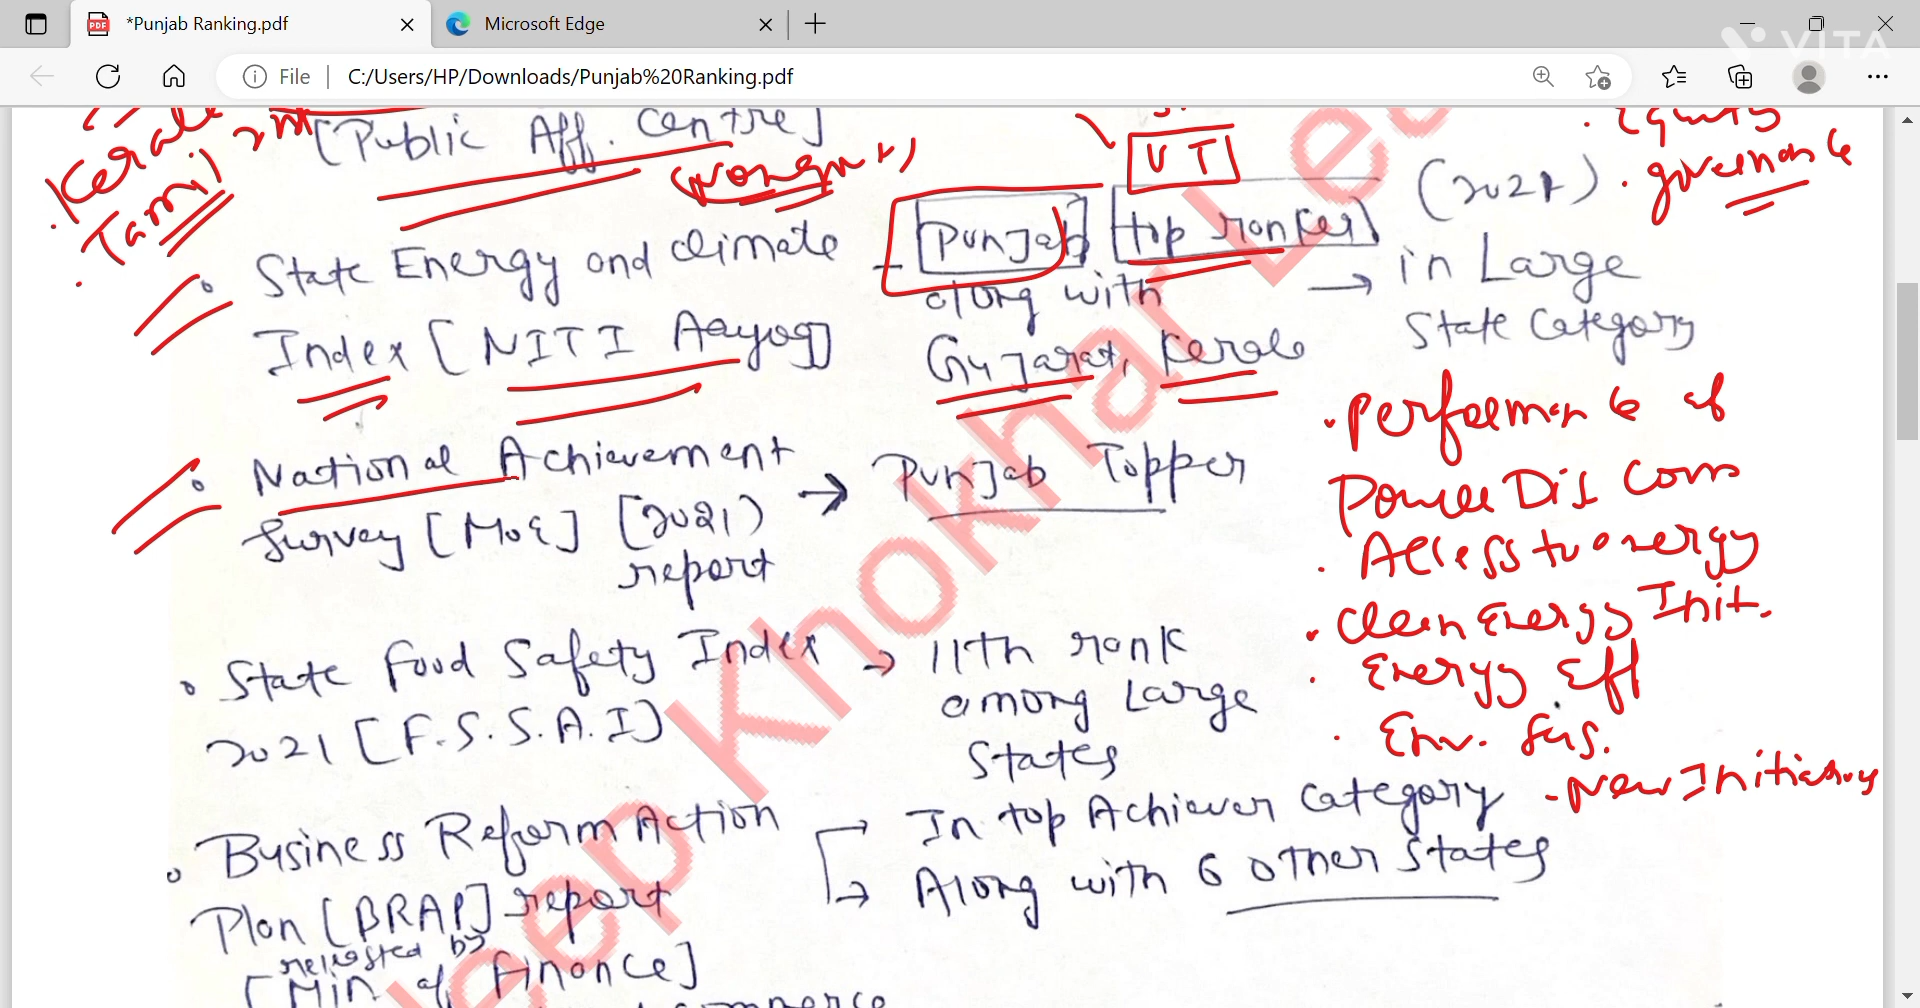 *Punjab Ranking.pdf
Microsoft Edge
VITA
File
C:/Users/HP/Downloads/Punjab%20Ranking.pdf
[Public Aff. Centre]
UT
governance
Tamil
State Energy and climate
Index [NITI Aayog]
Punjab top ranker
along with
Gujarat, Kerala
in Large
State Category
National Achievement
Survey [MoE] [2021)
report
Punjab Topper
State Food Safety Index
2021 [F.S.S.A.I)
11th rank
among Large
States
Business Reform Action
Plan [BRAP] report
[Min of Finance]
In top Achiever Category
Along with 6 other states
. Performance of
Power Dis Com
. Access to energy
. Clean Energy Init.
. Energy Eff
. Env. Sus.
- New Initiatives
Khokhar